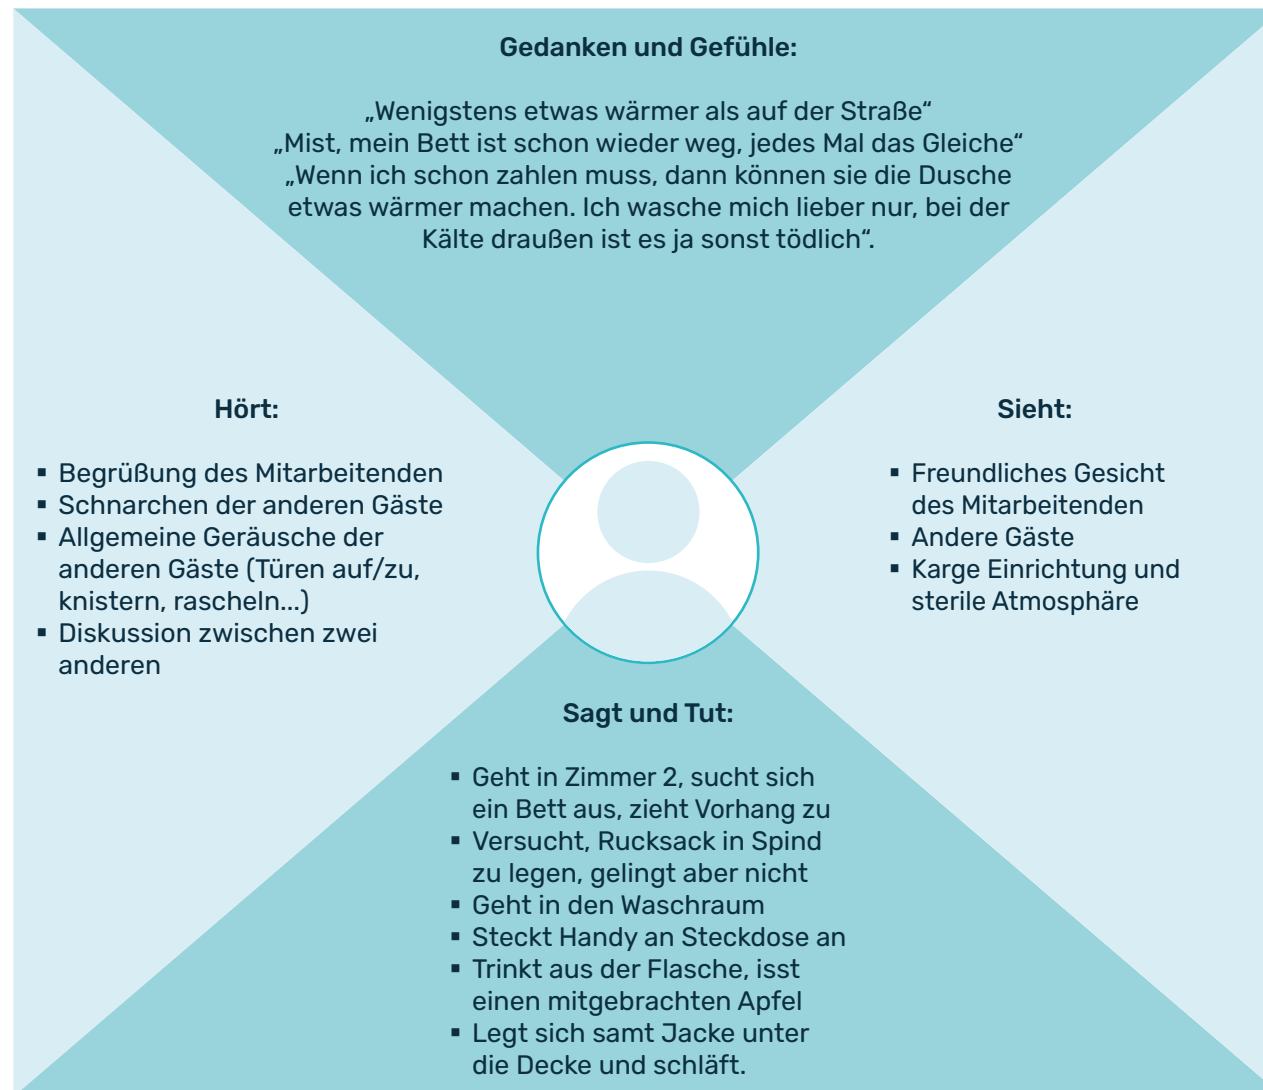 Gedanken und Gefühle:
„Wenigstens etwas wärmer als auf der Straße“
„Mist, mein Bett ist schon wieder weg, jedes Mal das Gleiche“
„Wenn ich schon zahlen muss, dann können sie die Dusche
etwas wärmer machen. Ich wasche mich lieber nur, bei der
Kälte draußen ist es ja sonst tödlich“.
Hört:
▪ Begrüßung des Mitarbeitenden
▪ Schnarchen der anderen Gäste
▪ Allgemeine Geräusche der
anderen Gäste (Türen auf/zu,
knistern, rascheln...)
▪ Diskussion zwischen zwei
anderen
Sieht:
▪ Freundliches Gesicht
des Mitarbeitenden
▪ Andere Gäste
▪ Karge Einrichtung und
sterile Atmosphäre
Sagt und Tut:
▪ Geht in Zimmer 2, sucht sich
ein Bett aus, zieht Vorhang zu
▪ Versucht, Rucksack in Spind
zu legen, gelingt aber nicht
▪ Geht in den Waschraum
▪ Steckt Handy an Steckdose an
▪ Trinkt aus der Flasche, isst
einen mitgebrachten Apfel
▪ Legt sich samt Jacke unter
die Decke und schläft.